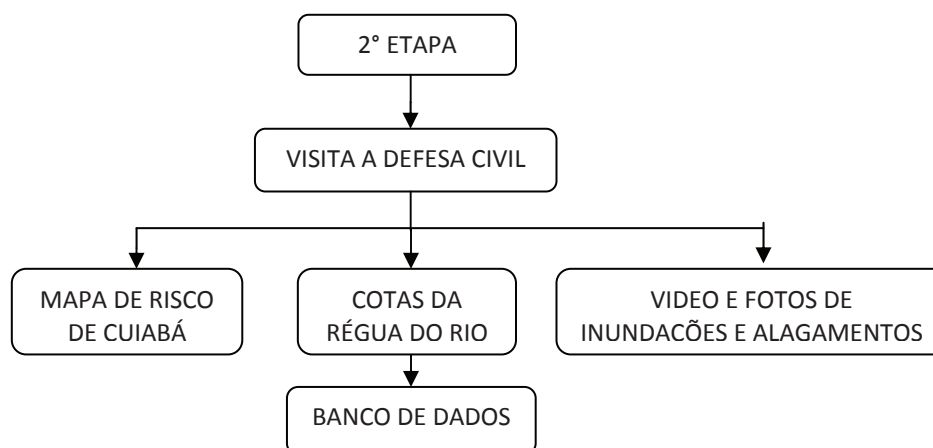 2° ETAPA
VISITA A DEFESA CIVIL
MAPA DE RISCO
DE CUIABÁ
COTAS DA
RÉGUA DO RIO
VIDEO E FOTOS DE
INUNDACÕES E ALAGAMENTOS
BANCO DE DADOS